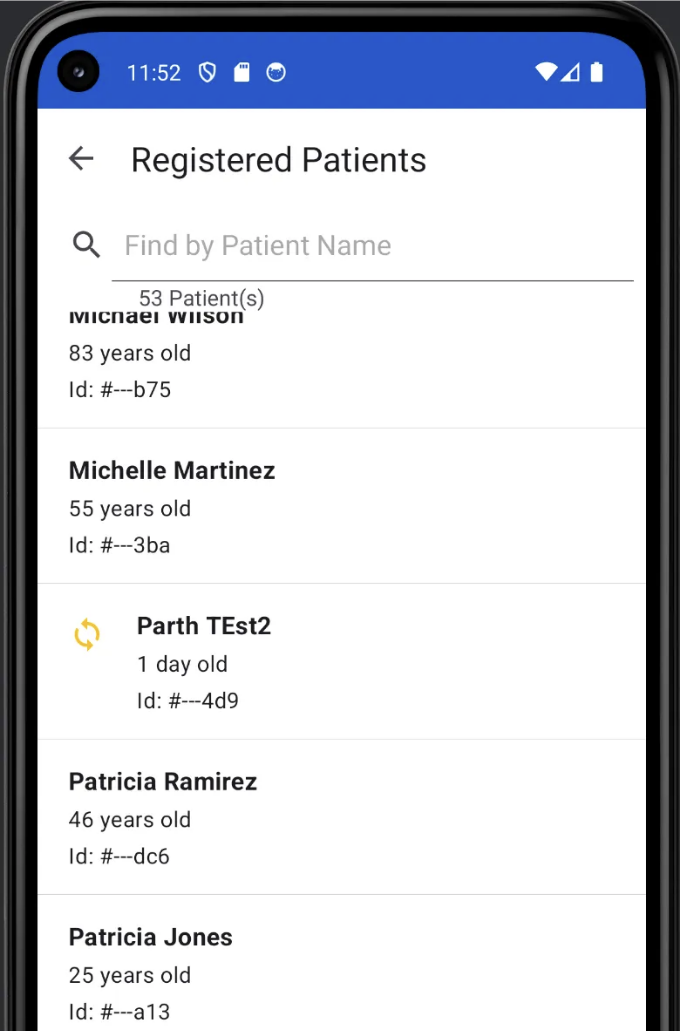 11:52
Registered Patients
Find by Patient Name
53 Patient(s)
Michael Wilson
83 years old
Id: #---b75
Michelle Martinez
55 years old
Id: #---3ba
Parth TEst2
1 day old
Id: #---4d9
Patricia Ramirez
46 years old
Id: #---dc6
Patricia Jones
25 years old
Id: #---a13